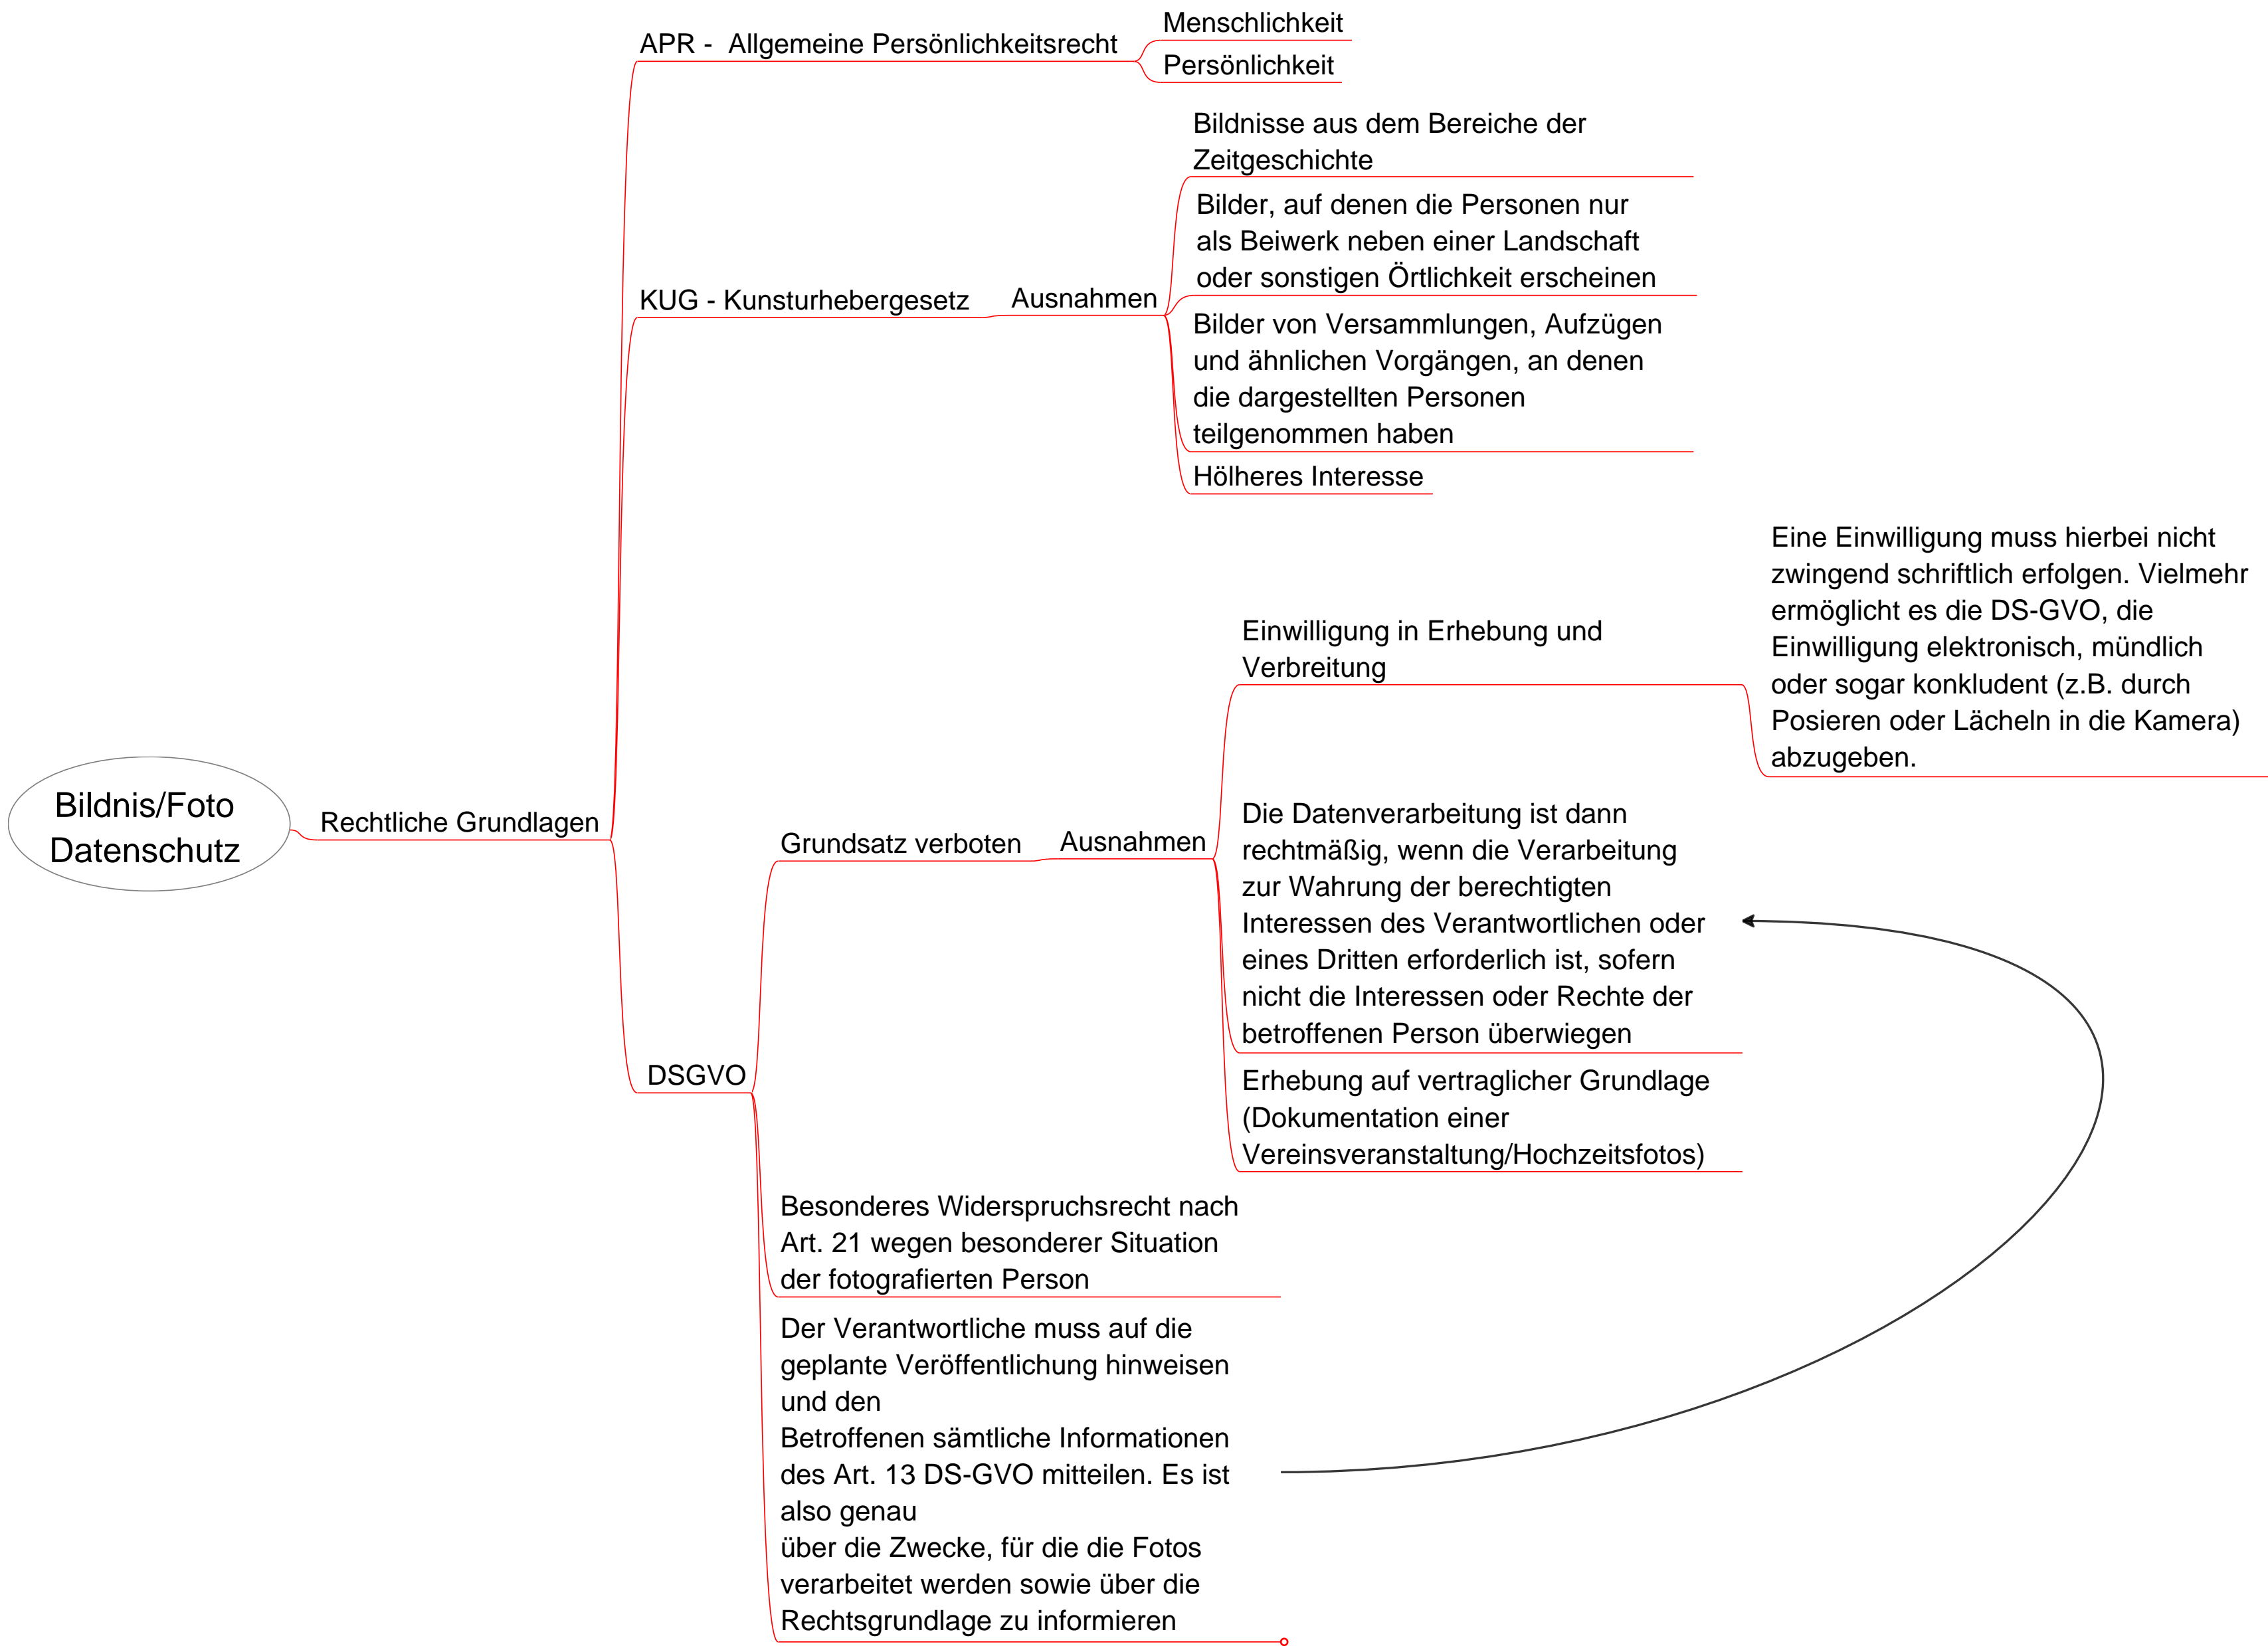 Menschlichkeit
APR -  Allgemeine Persönlichkeitsrecht
Persönlichkeit
Bildnisse aus dem Bereiche der
Zeitgeschichte
Bilder, auf denen die Personen nur
als Beiwerk neben einer Landschaft
oder sonstigen Örtlichkeit erscheinen
KUG - Kunsturhebergesetz
Ausnahmen
Bilder von Versammlungen, Aufzügen
und ähnlichen Vorgängen, an denen
die dargestellten Personen
teilgenommen haben
Hölheres Interesse
Eine Einwilligung muss hierbei nicht
zwingend schriftlich erfolgen. Vielmehr
ermöglicht es die DS-GVO, die
Einwilligung elektronisch, mündlich
oder sogar konkludent (z.B. durch
Posieren oder Lächeln in die Kamera)
abzugeben.
Einwilligung in Erhebung und
Verbreitung
Bildnis/Foto
Datenschutz
Rechtliche Grundlagen
Grundsatz verboten
Ausnahmen
Die Datenverarbeitung ist dann
rechtmäßig, wenn die Verarbeitung
zur Wahrung der berechtigten
Interessen des Verantwortlichen oder
eines Dritten erforderlich ist, sofern
nicht die Interessen oder Rechte der
betroffenen Person überwiegen
DSGVO
Erhebung auf vertraglicher Grundlage
(Dokumentation einer
Vereinsveranstaltung/Hochzeitsfotos)
Besonderes Widerspruchsrecht nach
Art. 21 wegen besonderer Situation
der fotografierten Person
Der Verantwortliche muss auf die
geplante Veröffentlichung hinweisen
und den
Betroffenen sämtliche Informationen
des Art. 13 DS-GVO mitteilen. Es ist
also genau
über die Zwecke, für die die Fotos
verarbeitet werden sowie über die
Rechtsgrundlage zu informieren